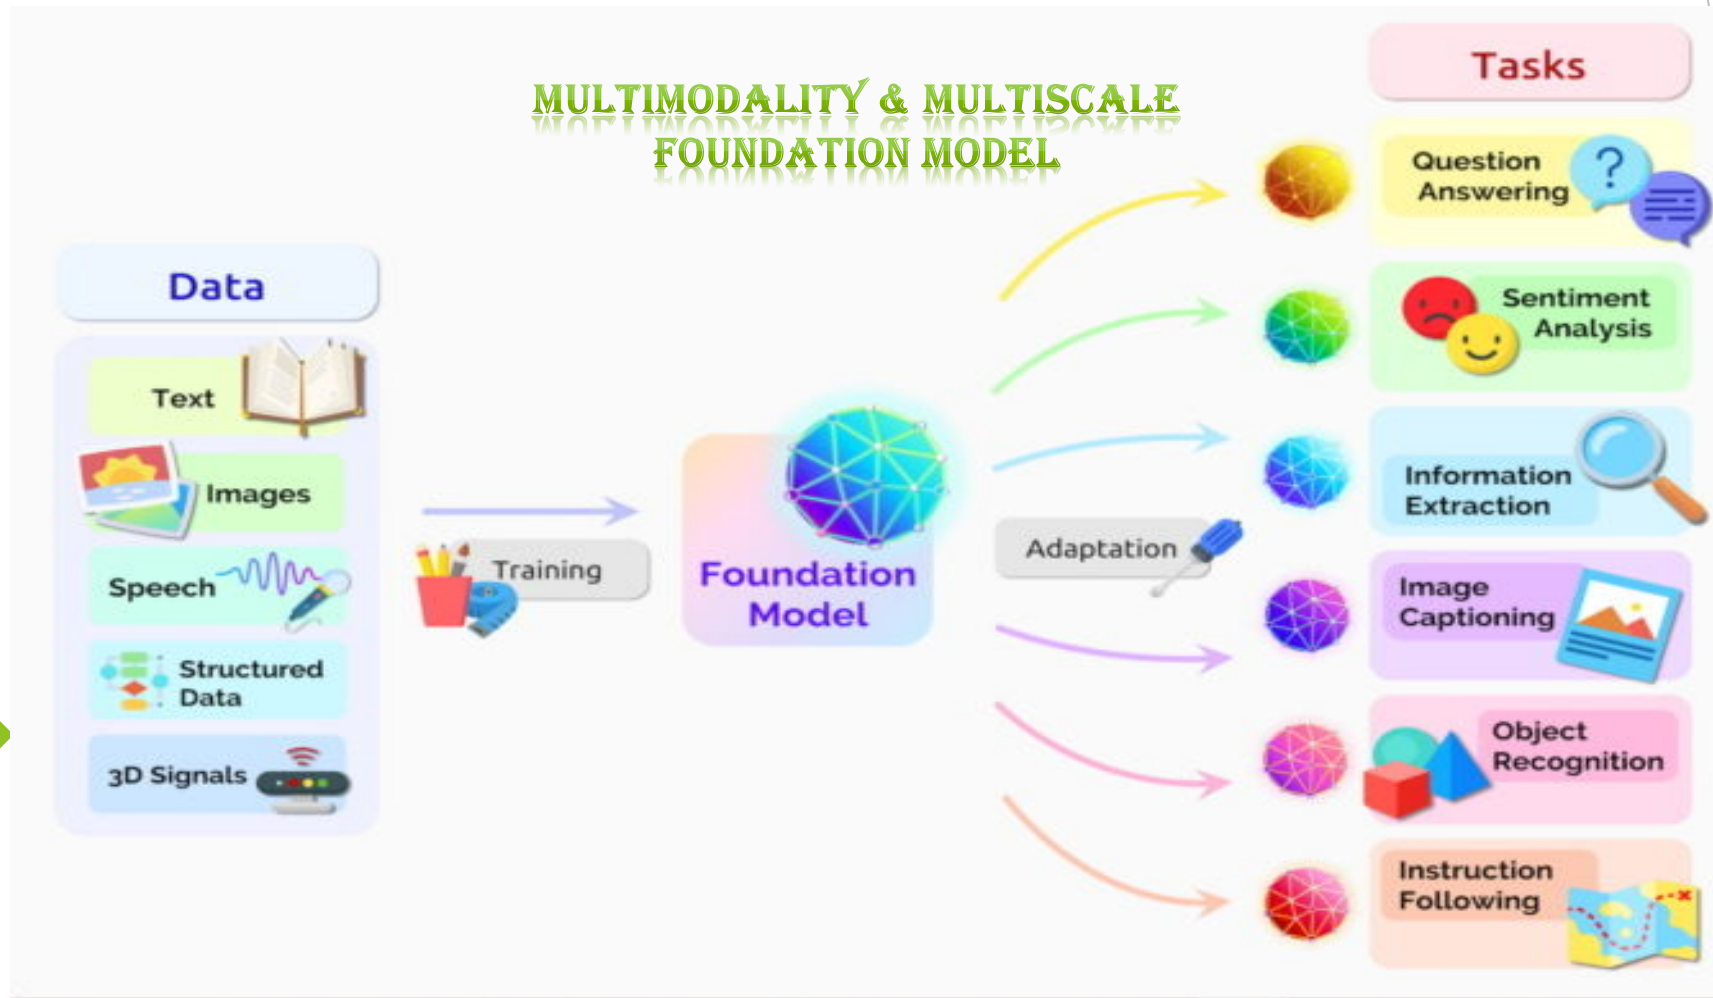 MULTIMODALITY & MULTISCALE
FOUNDATION MODEL
Data
Text
Images
Speech
Structured
Data
3D Signals
Training
Foundation
Model
Adaptation
Tasks
Question
Answering
?
Sentiment
Analysis
Information
Extraction
Image
Captioning
Object
Recognition
Instruction
Following